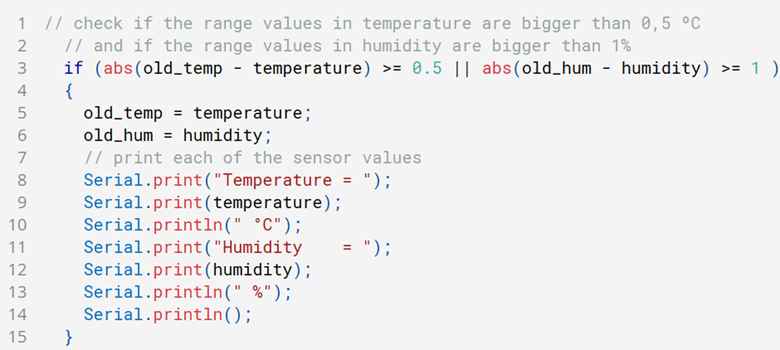 1 // check if the range values in temperature are bigger than 0,5 ºC
2 // and if the range values in humidity are bigger than 1%
3 if (abs(old_temp - temperature) >= 0.5 || abs(old_hum - humidity) >= 1 )
4 {
5 old_temp = temperature;
6 old_hum = humidity;
7 // print each of the sensor values
8 Serial.print("Temperature = ");
9 Serial.print(temperature);
10 Serial.println(" °C");
11 Serial.print("Humidity    = ");
12 Serial.print(humidity);
13 Serial.println(" %");
14 Serial.println();
15 }